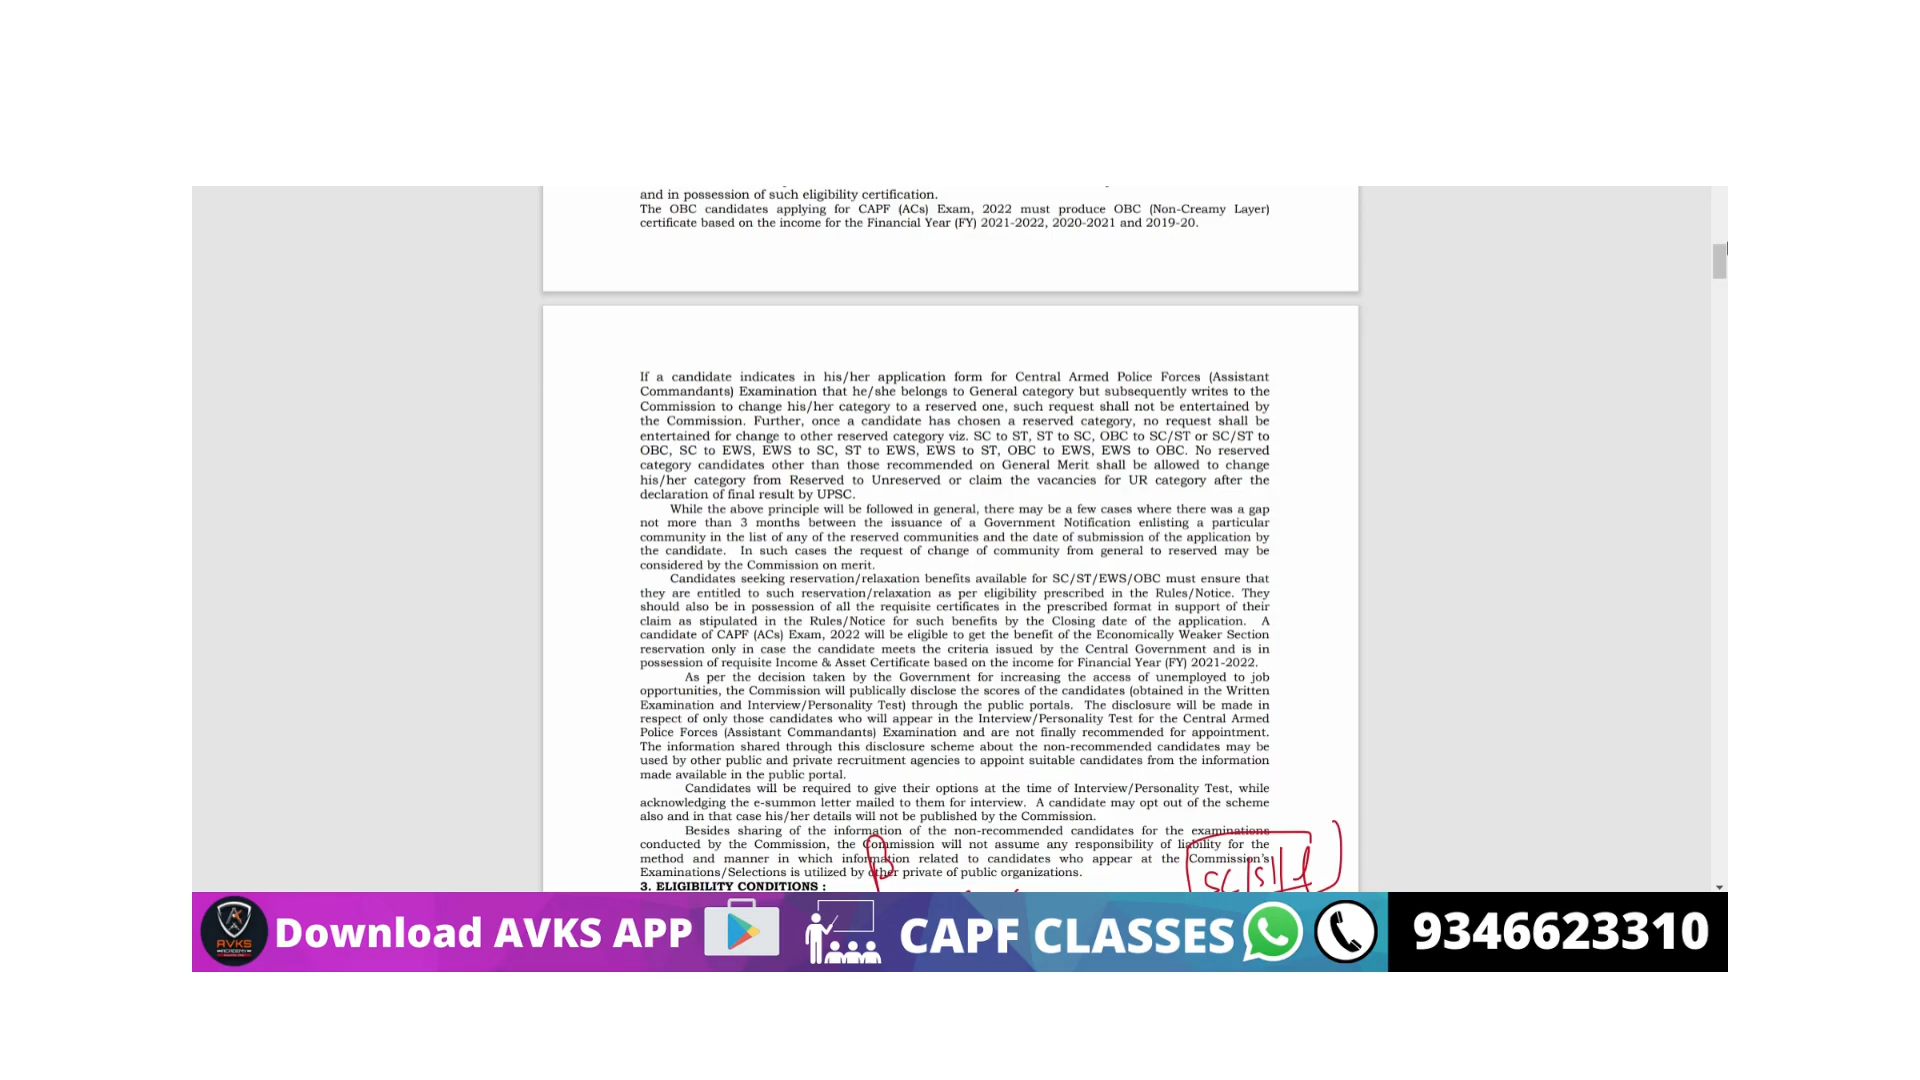 and in possession of such eligibility certification.
The OBC candidates applying for CAPF (ACs) Exam, 2022 must produce OBC (Non-Creamy Layer)
certificate based on the income for the Financial Year (FY) 2021-2022, 2020-2021 and 2019-20.
If a candidate indicates in his/her application form for Central Armed Police Forces (Assistant
Commandants) Examination that he/she belongs to General category but subsequently writes to the
Commission to change his/her category to a reserved one, such request shall not be entertained by
the Commission. Further, once a candidate has chosen a reserved category, no request shall be
entertained for change to other reserved category viz. SC to ST, ST to SC, OBC to SC/ST or SC/ST to
OBC, SC to EWS, EWS to SC, ST to EWS, EWS to ST, OBC to EWS, EWS to OBC. No reserved
category candidates other than those recommended on General Merit shall be allowed to change
his/her category from Reserved to Unreserved or claim the vacancies for UR category after the
declaration of final result by UPSC.
While the above principle will be followed in general, there may be a few cases where there was a gap
not more than 3 months between the issuance of a Government Notification enlisting a particular
community in the list of any of the reserved communities and the date of submission of the application by
the candidate. In such cases the request of change of community from general to reserved may be
considered by the Commission on merit.
Candidates seeking reservation/relaxation benefits available for SC/ST/EWS/OBC must ensure that
they are entitled to such reservation/relaxation as per eligibility prescribed in the Rules/Notice. They
should also be in possession of all the requisite certificates in the prescribed format in support of their
claim as stipulated in the Rules/Notice for such benefits by the Closing date of the application. A
candidate of CAPF (ACs) Exam, 2022 will be eligible to get the benefit of the Economically Weaker Section
reservation only in case the candidate meets the criteria issued by the Central Government and is in
possession of requisite Income & Asset Certificate based on the income for Financial Year (FY) 2021-2022.
As per the decision taken by the Government for increasing the access of unemployed to job
opportunities, the Commission will publically disclose the scores of the candidates (obtained in the Written
Examination and Interview/Personality Test) through the public portals. The disclosure will be made in
respect of only those candidates who will appear in the Interview/Personality Test for the Central Armed
Police Forces (Assistant Commandants) Examination and are not finally recommended for appointment.
The information shared through this disclosure scheme about the non-recommended candidates may be
used by other public and private recruitment agencies to appoint suitable candidates from the information
made available in the public portal.
Candidates will be required to give their options at the time of Interview/Personality Test, while
acknowledging the e-summon letter mailed to them for interview. A candidate may opt out of the scheme
also and in that case his/her details will not be published by the Commission.
Besides sharing of the information of the non-recommended candidates for the examinations
conducted by the Commission, the Commission will not assume any responsibility of liability for the
method and manner in which information related to candidates who appear at the Commission's
Examinations/Selections is utilized by other private of public organizations.
3. ELIGIBILITY CONDITIONS :
AVKS
Download AVKS APP
CAPF CLASSES
9346623310